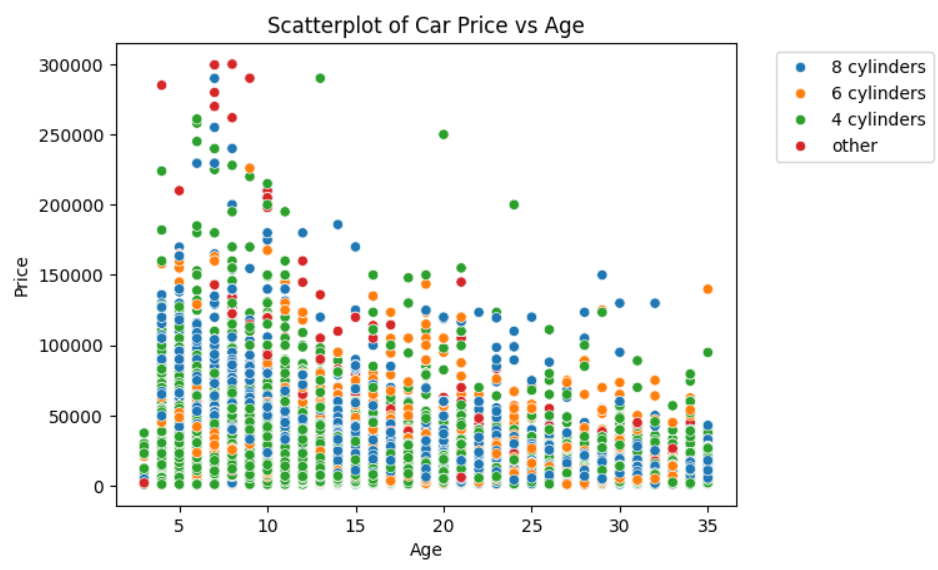 Scatterplot of Car Price vs Age
300000
250000
200000
150000
100000
50000
0
Price
5 10 15 20 25 30 35
Age
8 cylinders
6 cylinders
4 cylinders
other